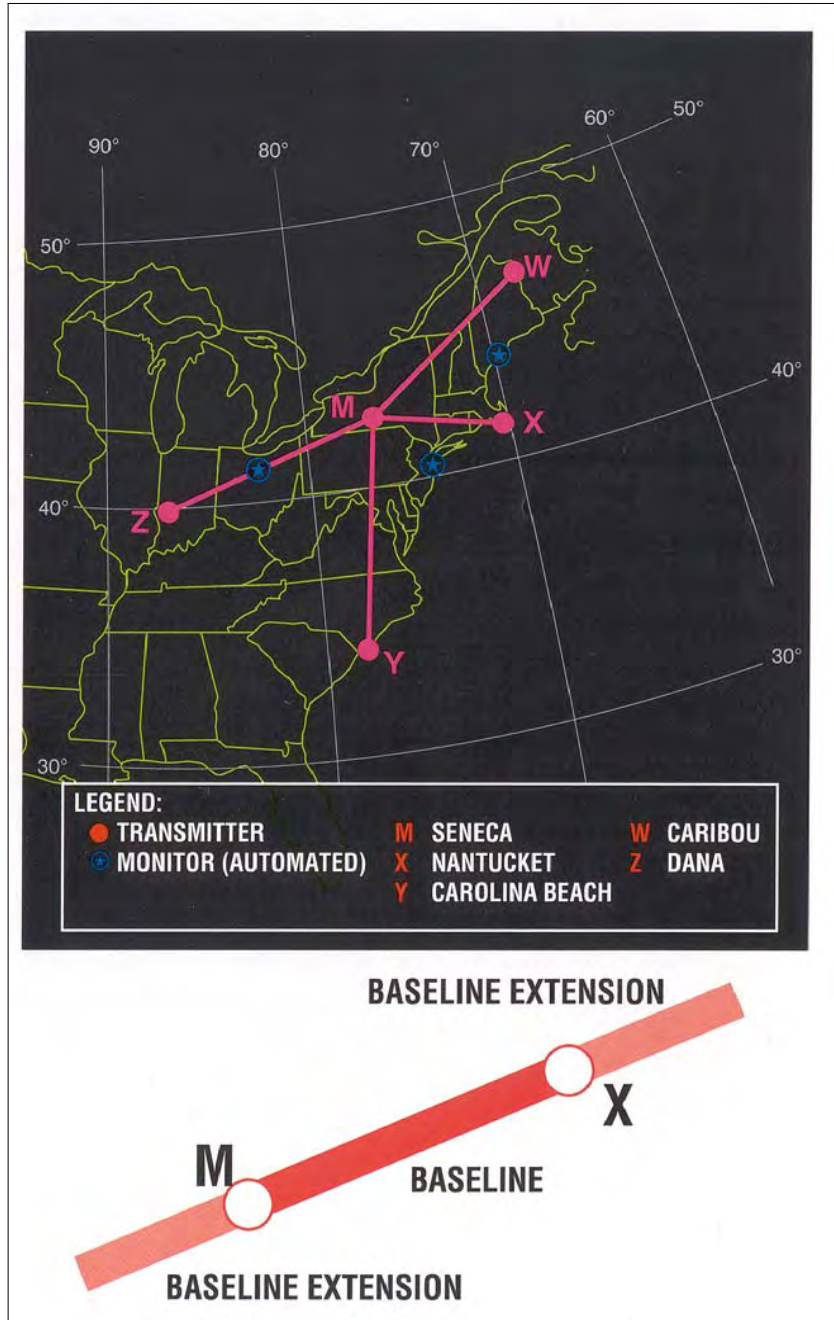 60° 50°
90° 80° 70°
50°
W
40°
M
X
40°
Z
Y
30°
30°
LEGEND:
TRANSMITTER M SENECA W CARIBOU
MONITOR (AUTOMATED) X NANTUCKET Z DANA
Y CAROLINA BEACH
BASELINE EXTENSION
X
M
BASELINE
BASELINE EXTENSION